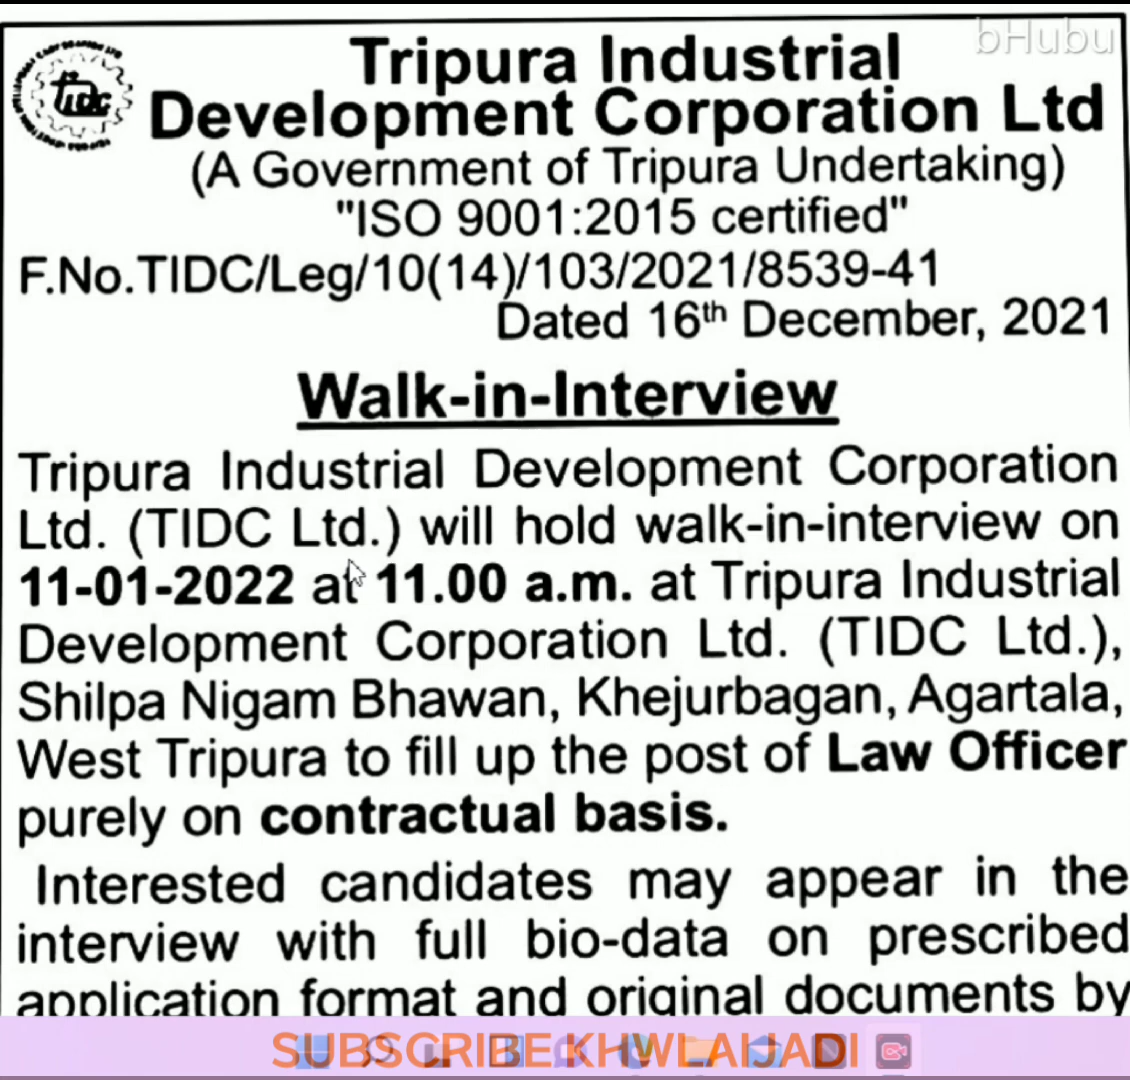 bHubu
Tripura Industrial
Development Corporation Ltd
(A Government of Tripura Undertaking)
"ISO 9001:2015 certified"
F.No.TIDC/Leg/10(14)/103/2021/8539-41
Dated 16th December, 2021
tidc
Walk-in-Interview
Tripura Industrial Development Corporation
Ltd. (TIDC Ltd.) will hold walk-in-interview on
11-01-2022 at 11.00 a.m. at Tripura Industrial
Development Corporation Ltd. (TIDC Ltd.),
Shilpa Nigam Bhawan, Khejurbagan, Agartala,
West Tripura to fill up the post of Law Officer
purely on contractual basis.
Interested candidates may appear in the
interview with full bio-data on prescribed
application format and original documents by
SUBSCRIBE KHWLAIJADI